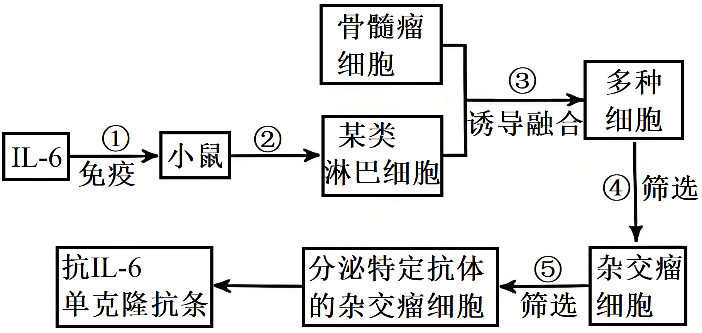 骨髓瘤
细胞
①
②
③
多种
细胞
IL-6
免疫
小鼠
某类
淋巴细胞
诱导融合
④
筛选
抗IL-6
单克隆抗条
分泌特定抗体
的杂交瘤细胞
⑤
筛选
杂交瘤
细胞